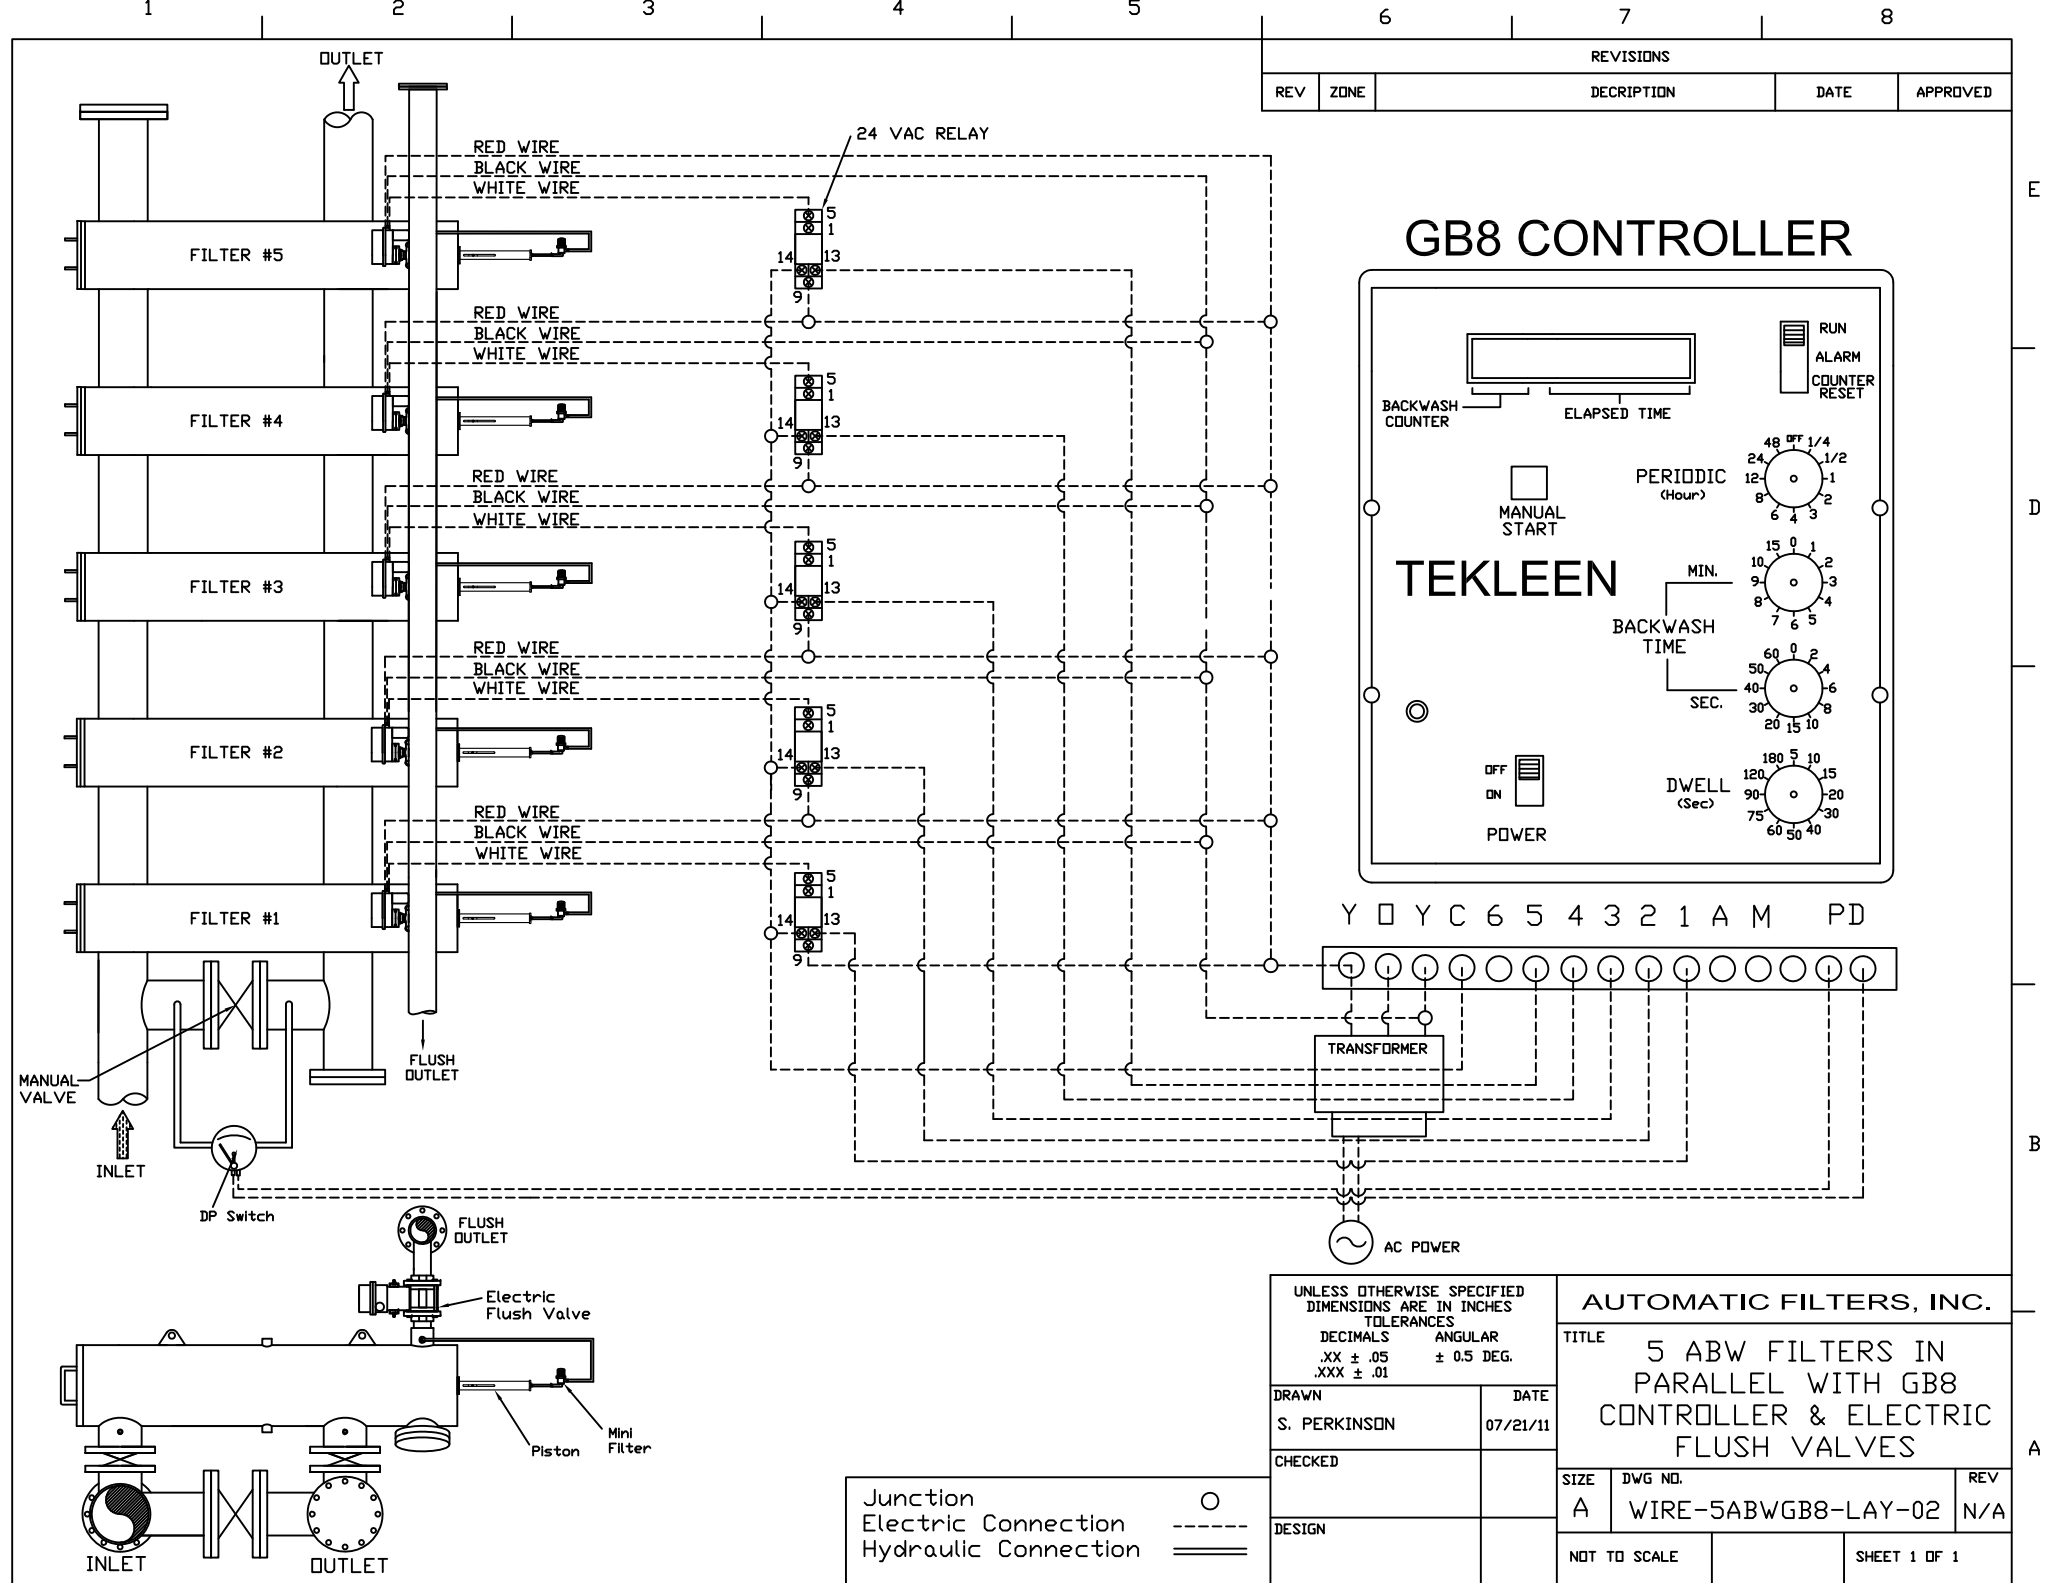 1 2 3 4 5 6 7 8
REVISIONS
REV ZONE DECRIPTION DATE APPROVED
E
D
B
A
OUTLET
24 VAC RELAY
RED WIRE
BLACK WIRE
WHITE WIRE
FILTER #5
5
1
14 13
9
RED WIRE
BLACK WIRE
WHITE WIRE
FILTER #4
5
1
14 13
9
RED WIRE
BLACK WIRE
WHITE WIRE
FILTER #3
5
1
14 13
9
RED WIRE
BLACK WIRE
WHITE WIRE
FILTER #2
5
1
14 13
9
RED WIRE
BLACK WIRE
WHITE WIRE
FILTER #1
5
1
14 13
9
MANUAL
VALVE
INLET
FLUSH
OUTLET
DP Switch
GB8 CONTROLLER
RUN
ALARM
COUNTER
RESET
BACKWASH
COUNTER
ELAPSED TIME
MANUAL
START
TEKLEEN
PERIODIC
(Hour)
OFF 1/4 1/2 1 2 3 4 6 8 12 24 48
BACKWASH
TIME
MIN.
0 1 2 3 4 5 6 7 8 9 10 15
SEC.
0 2 4 6 8 10 15 20 30 40 50 60
DWELL
(Sec)
5 10 15 20 30 40 50 60 75 90 120 180
OFF
ON
POWER
Y O Y C 6 5 4 3 2 1 A M PD
TRANSFORMER
AC POWER
FLUSH
OUTLET
Electric
Flush Valve
Piston
Mini
Filter
INLET
OUTLET
Junction
Electric Connection
Hydraulic Connection
UNLESS OTHERWISE SPECIFIED
DIMENSIONS ARE IN INCHES
TOLERANCES
DECIMALS ANGULAR
.XX ± .05 ± 0.5 DEG.
.XXX ± .01
DRAWN DATE
S. PERKINSON 07/21/11
CHECKED
DESIGN
AUTOMATIC FILTERS, INC.
TITLE
5 ABW FILTERS IN
PARALLEL WITH GB8
CONTROLLER & ELECTRIC
FLUSH VALVES
SIZE DWG NO. REV
A WIRE-5ABWGB8-LAY-02 N/A
NOT TO SCALE SHEET 1 OF 1